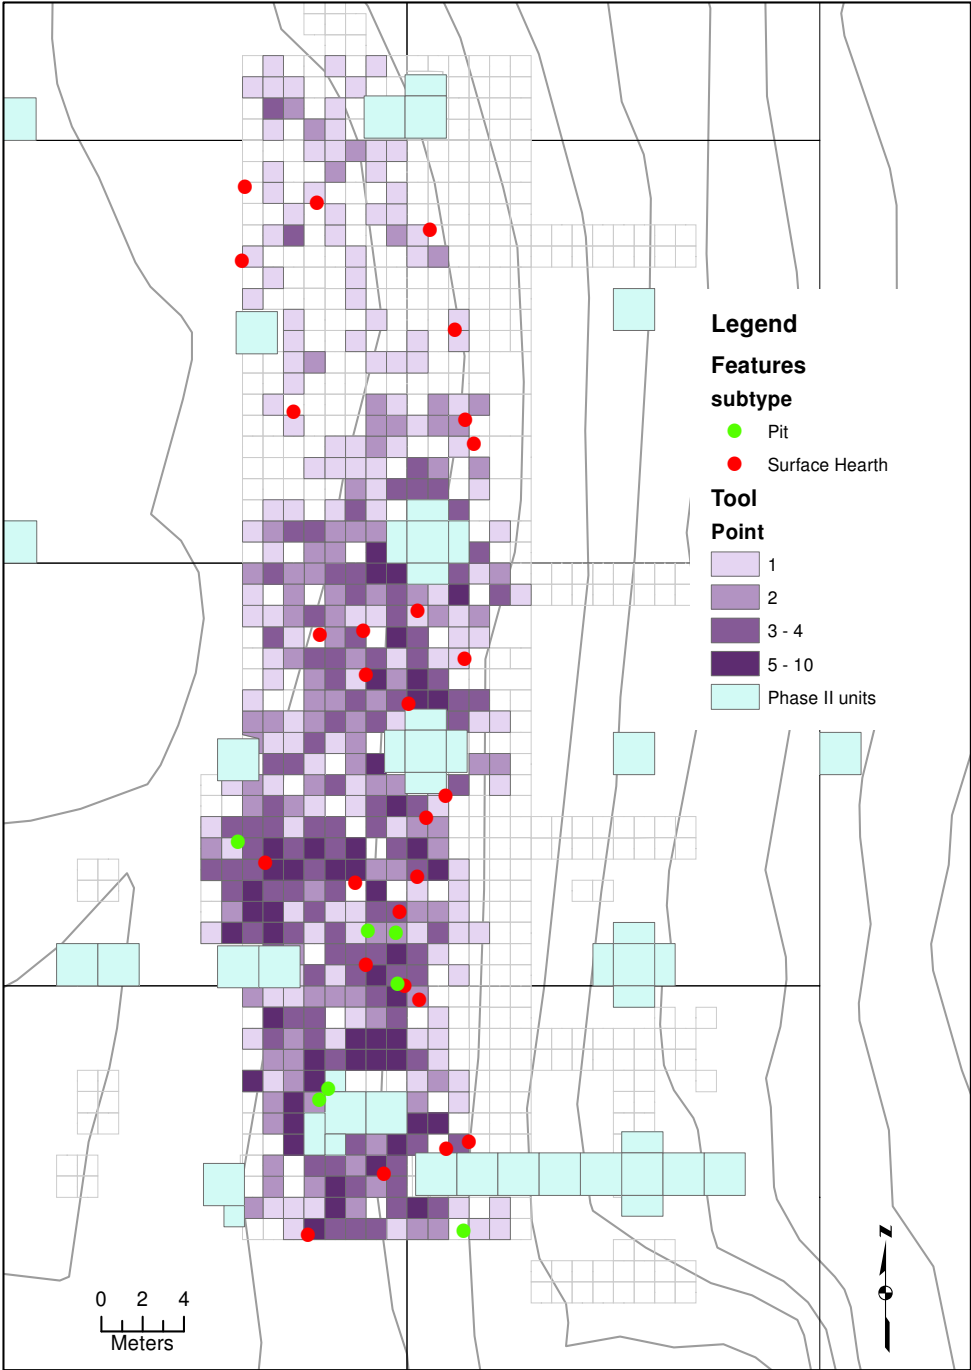 Legend
Features
subtype
Pit
Surface Hearth
Tool
Point
1
2
3 - 4
5 - 10
Phase II units
N
0 2 4
Meters